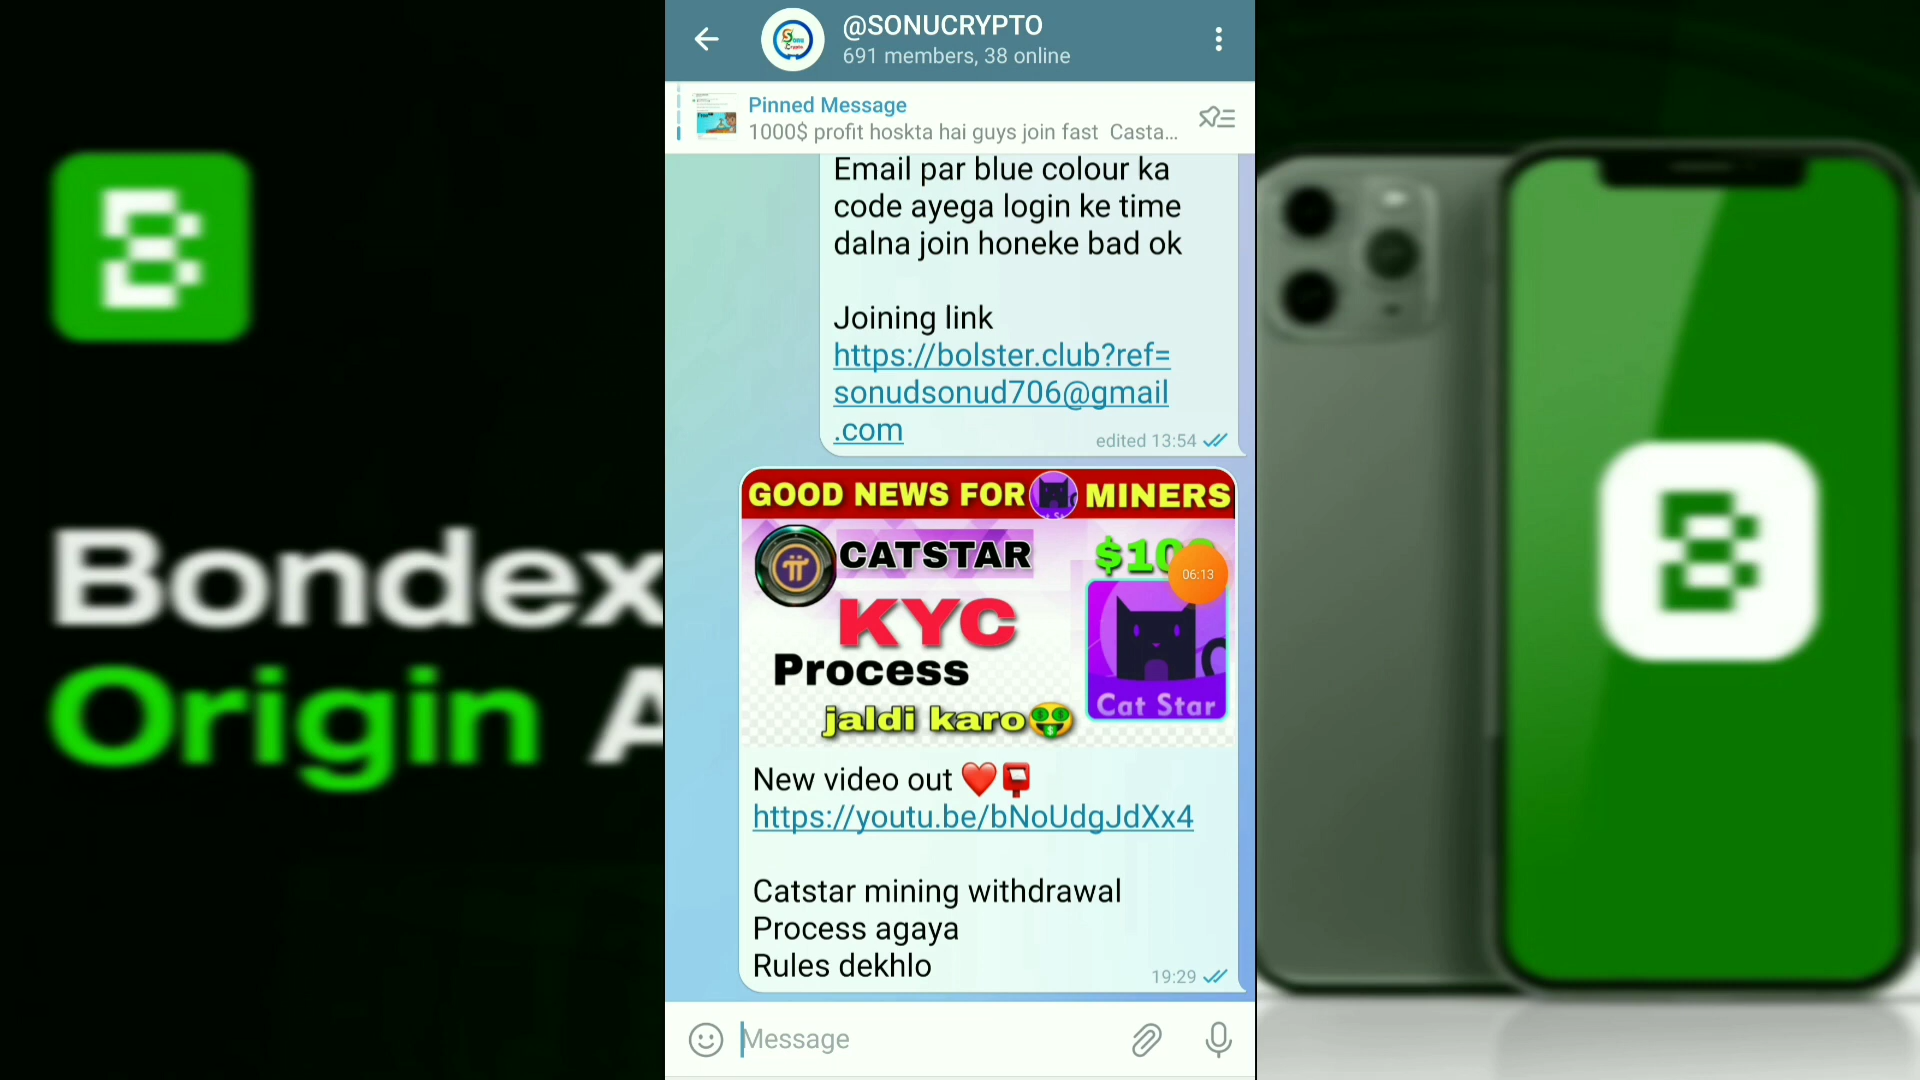 Bondex
Origin A
@SONUCRYPTO
691 members, 38 online
Pinned Message
1000$ profit hoskta hai guys join fast Casta...
Email par blue colour ka
code ayega login ke time
dalna join honeke bad ok
Joining link
https://bolster.club?ref=
sonudsonud706@gmail
.com
edited 13:54
GOOD NEWS FOR MINERS
CATSTAR
KYC
Process
jaldi karo
06:13
Cat Star
New video out ❤️📮
https://youtu.be/bNoUdgJdXx4
Catstar mining withdrawal
Process agaya
Rules dekhlo
19:29
Message